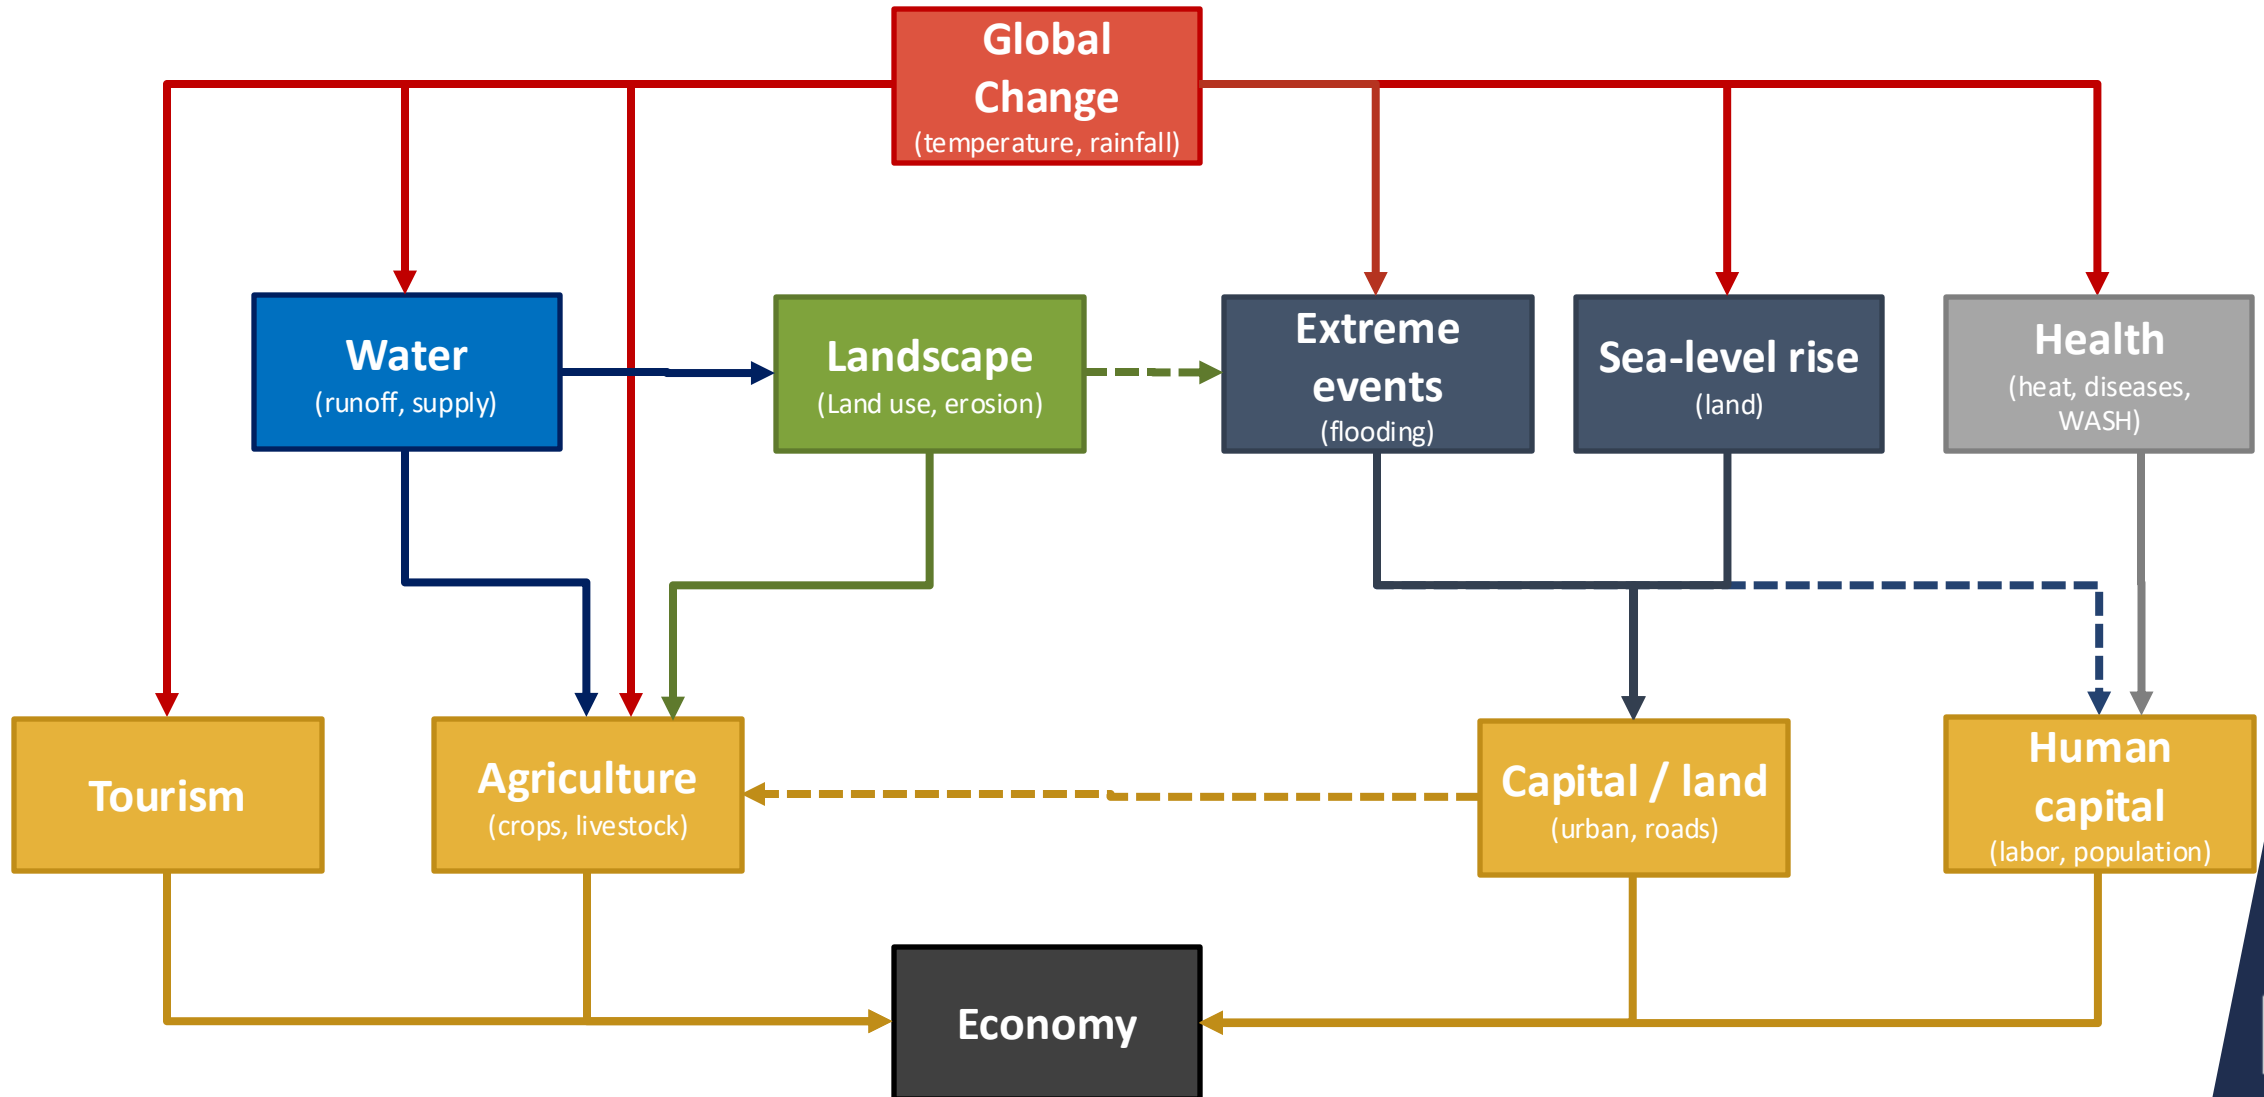 Global
Change
(temperature, rainfall)
Water
(runoff, supply)
Landscape
(Land use, erosion)
Extreme
events
(flooding)
Sea-level rise
(land)
Health
(heat, diseases,
WASH)
Tourism
Agriculture
(crops, livestock)
Capital / land
(urban, roads)
Human
capital
(labor, population)
Economy